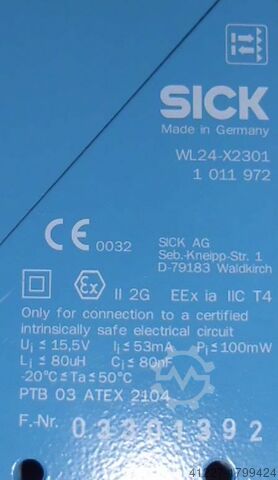 SICK
Made in Germany
WL24-X2301
1 011 972
CE 0032
SICK AG
Seb.-Kneipp-Str. 1
D-79183 Waldkirch
Ex II 2G EEx ia IIC T4
Only for connection to a certified
intrinsically safe electrical circuit
Ui ≤ 15,5V Ii ≤ 53mA Pi ≤ 100mW
Li ≤ 80uH Ci ≤ 80nF
-20°C ≤ Ta ≤ 50°C
PTB 03 ATEX 2104
F.-Nr. 03301392